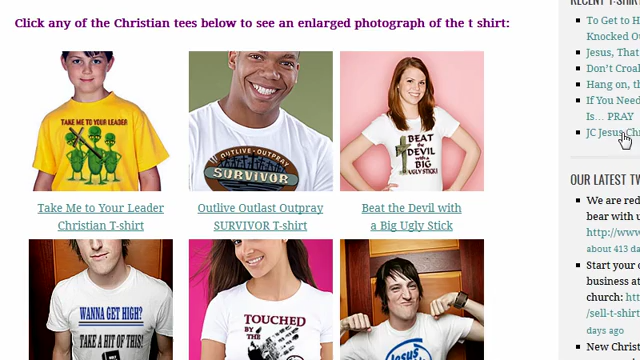 Click any of the Christian tees below to see an enlarged photograph of the t shirt:
TAKE ME TO YOUR LEADER
OUTLIVE · OUTPRAY
SURVIVOR
BEAT the
DEVIL
with a
BIG
UGLY STICK!
Take Me to Your Leader
Christian T-shirt
Outlive Outlast Outpray
SURVIVOR T-shirt
Beat the Devil with
a Big Ugly Stick
WANNA GET HIGH?
TAKE A HIT OF THIS!
TOUCHED
BY THE
Jesus
To Get to H
Knocked O
Jesus, That
Don't Croa
Hang on, th
If You Need
Is... PRAY
JC Jesus Chr
OUR LATEST TW
We are red
bear with u
http://www
about 413 da
Start your o
business at
church: htt
/sell-t-shirt
days ago
New Christ